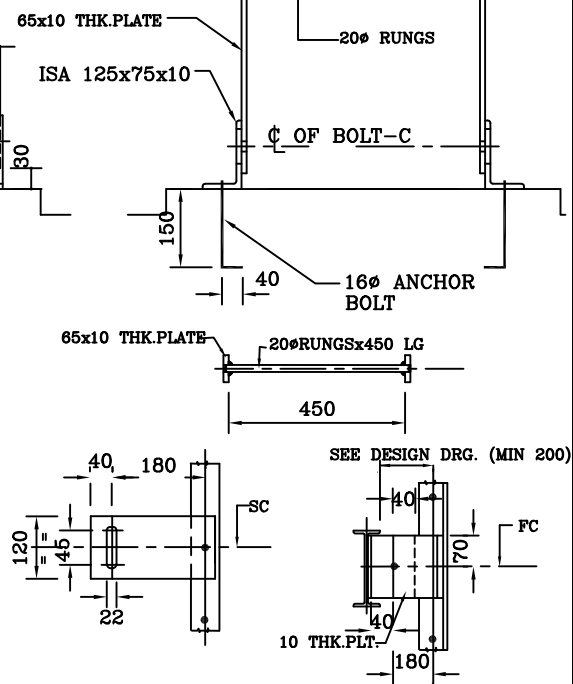 65x10 THK.PLATE
20ø RUNGS
ISA 125x75x10
℄ OF BOLT-C
30
150
40
16ø ANCHOR
BOLT
65x10 THK.PLATE
20øRUNGSx450 LG
450
SEE DESIGN DRG. (MIN 200)
40
180
40
SC
FC
120
=
=
45
70
22
40
10 THK.PLT.
180